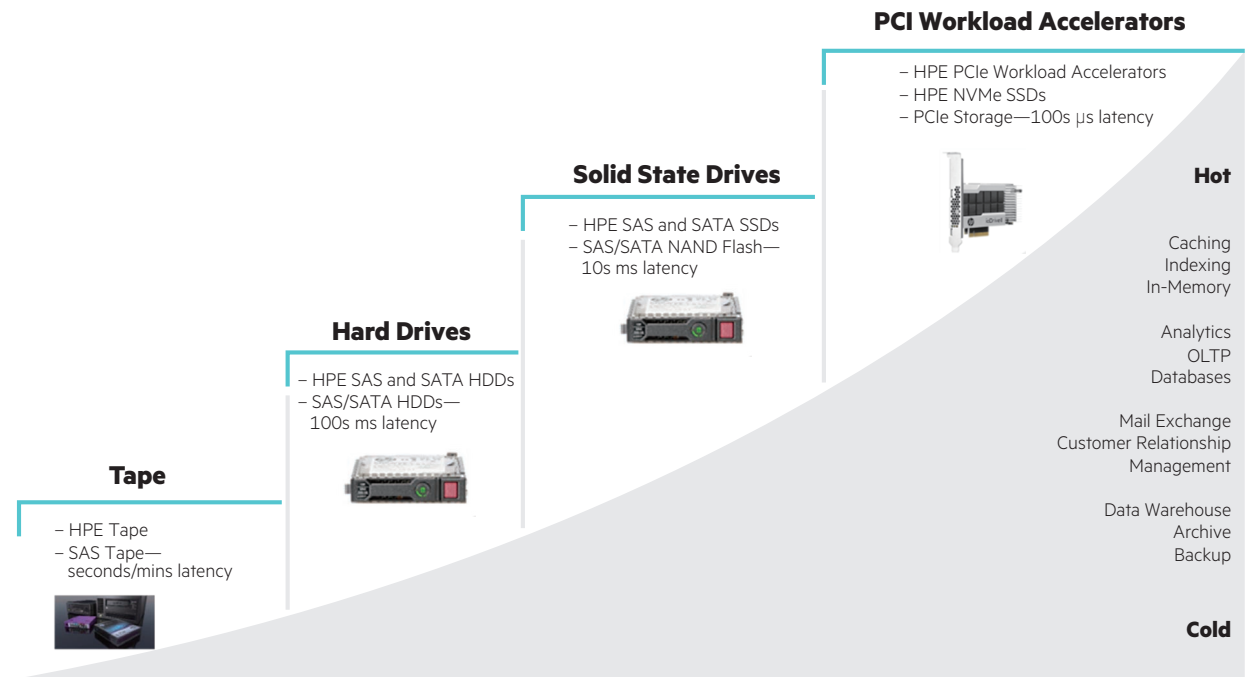 PCI Workload Accelerators
– HPE PCIe Workload Accelerators
– HPE NVMe SSDs
– PCIe Storage—100s μs latency
Solid State Drives
– HPE SAS and SATA SSDs
– SAS/SATA NAND Flash—
10s ms latency
Hard Drives
– HPE SAS and SATA HDDs
– SAS/SATA HDDs—
100s ms latency
Tape
– HPE Tape
– SAS Tape—
seconds/mins latency
Hot
Caching
Indexing
In-Memory
Analytics
OLTP
Databases
Mail Exchange
Customer Relationship
Management
Data Warehouse
Archive
Backup
Cold